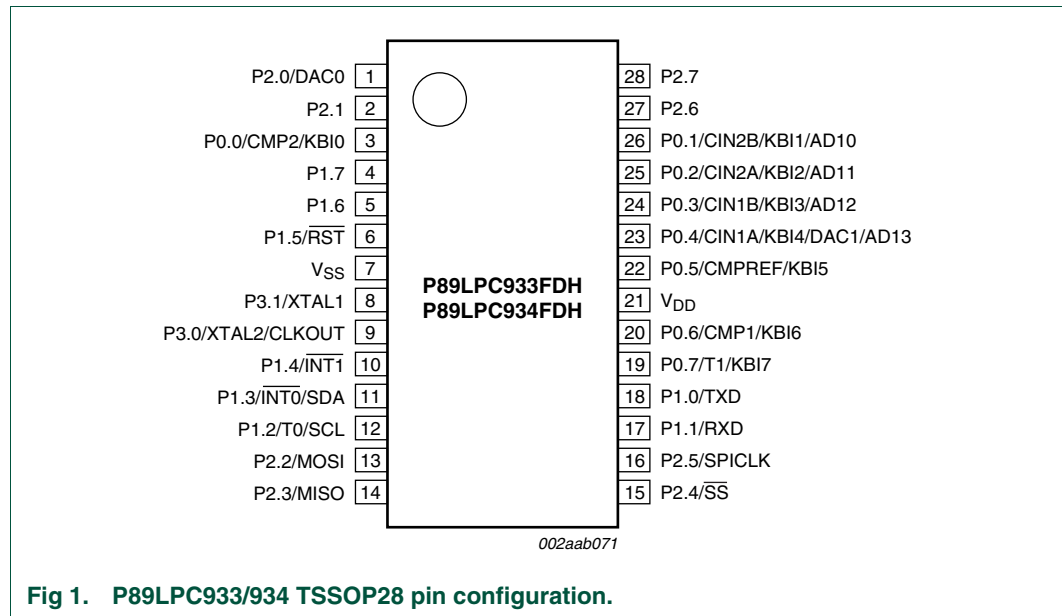 P2.0/DAC0 1
P2.1 2
P0.0/CMP2/KBI0 3
P1.7 4
P1.6 5
P1.5/R̅S̅T̅ 6
VSS 7
P3.1/XTAL1 8
P3.0/XTAL2/CLKOUT 9
P1.4/I̅N̅T̅1̅ 10
P1.3/I̅N̅T̅0̅/SDA 11
P1.2/T0/SCL 12
P2.2/MOSI 13
P2.3/MISO 14
P89LPC933FDH
P89LPC934FDH
28 P2.7
27 P2.6
26 P0.1/CIN2B/KBI1/AD10
25 P0.2/CIN2A/KBI2/AD11
24 P0.3/CIN1B/KBI3/AD12
23 P0.4/CIN1A/KBI4/DAC1/AD13
22 P0.5/CMPREF/KBI5
21 VDD
20 P0.6/CMP1/KBI6
19 P0.7/T1/KBI7
18 P1.0/TXD
17 P1.1/RXD
16 P2.5/SPICLK
15 P2.4/S̅S̅
002aab071
Fig 1. P89LPC933/934 TSSOP28 pin configuration.